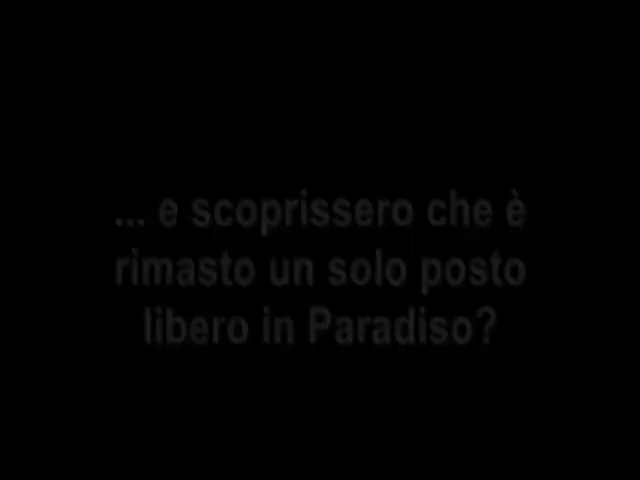 ... e scoprissero che è
rimasto un solo posto
libero in Paradiso?